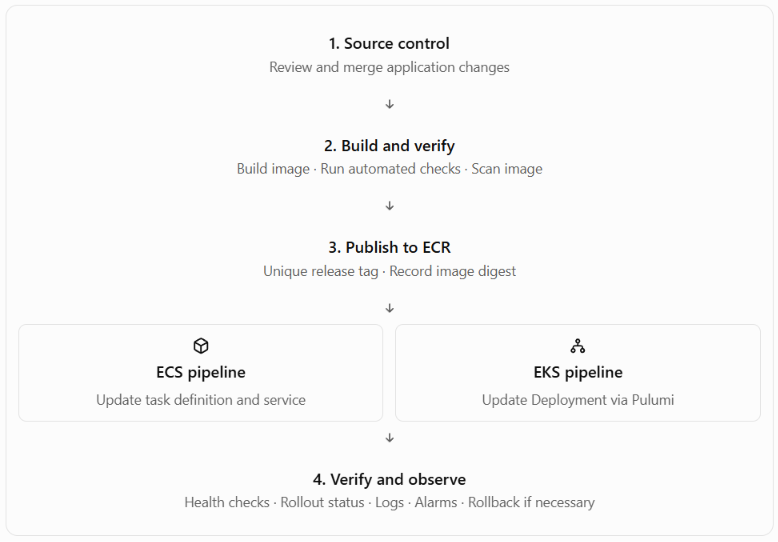 1. Source control
Review and merge application changes
↓
2. Build and verify
Build image · Run automated checks · Scan image
↓
3. Publish to ECR
Unique release tag · Record image digest
↓
ECS pipeline
Update task definition and service
EKS pipeline
Update Deployment via Pulumi
↓
4. Verify and observe
Health checks · Rollout status · Logs · Alarms · Rollback if necessary